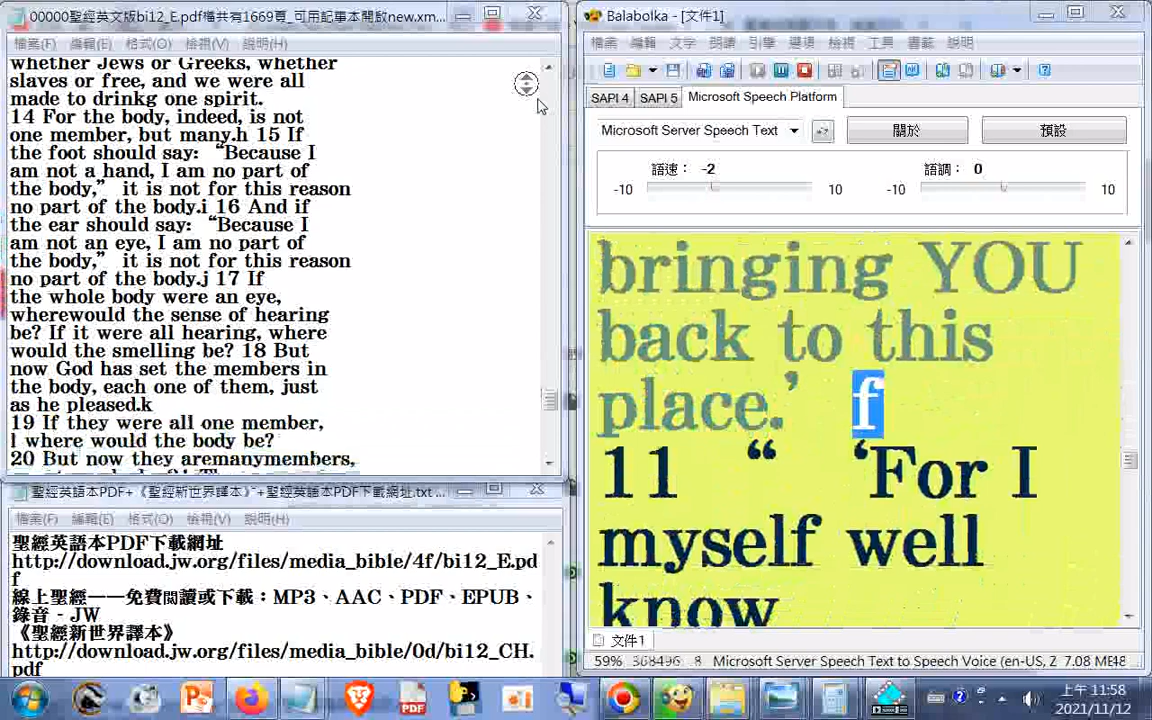 00000聖經英文版bi12_E.pdf檔共有1669頁_可用記事本開啟new.xm...
檔案(F) 編輯(E) 格式(O) 檢視(V) 說明(H)
whether Jews or Greeks, whether
slaves or free, and we were all
made to drinkg one spirit.
14 For the body, indeed, is not
one member, but many.h 15 If
the foot should say: “Because I
am not a hand, I am no part of
the body,” it is not for this reason
no part of the body.i 16 And if
the ear should say: “Because I
am not an eye, I am no part of
the body,” it is not for this reason
no part of the body.j 17 If
the whole body were an eye,
wherewould the sense of hearing
be? If it were all hearing, where
would the smelling be? 18 But
now God has set the members in
the body, each one of them, just
as he pleased.k
19 If they were all one member,
l where would the body be?
20 But now they aremanymembers,
聖經英語本PDF+《聖經新世界譯本》+聖經英語本PDF下載網址.txt ...
檔案(F) 編輯(E) 格式(O) 檢視(V) 說明(H)
聖經英語本PDF下載網址
http://download.jw.org/files/media_bible/4f/bi12_E.pd
f
線上聖經——免費閱讀或下載：MP3、AAC、PDF、EPUB、
錄音 - JW
《聖經新世界譯本》
http://download.jw.org/files/media_bible/0d/bi12_CH.
pdf
Balabolka - [文件1]
檔案 編輯 文字 朗讀 引擎 選項 檢視 工具 書籤 說明
SAPI 4 SAPI 5 Microsoft Speech Platform
Microsoft Server Speech Text 關於 預設
語速： -2 語調： 0
-10 10 -10 10
bringing YOU
back to this
place.’ f
11 “ ‘For I
myself well
know
文件1
59% 368496 8 Microsoft Server Speech Text to Speech Voice (en-US, Z 7.08 ME48
上午 11:58
2021/11/12